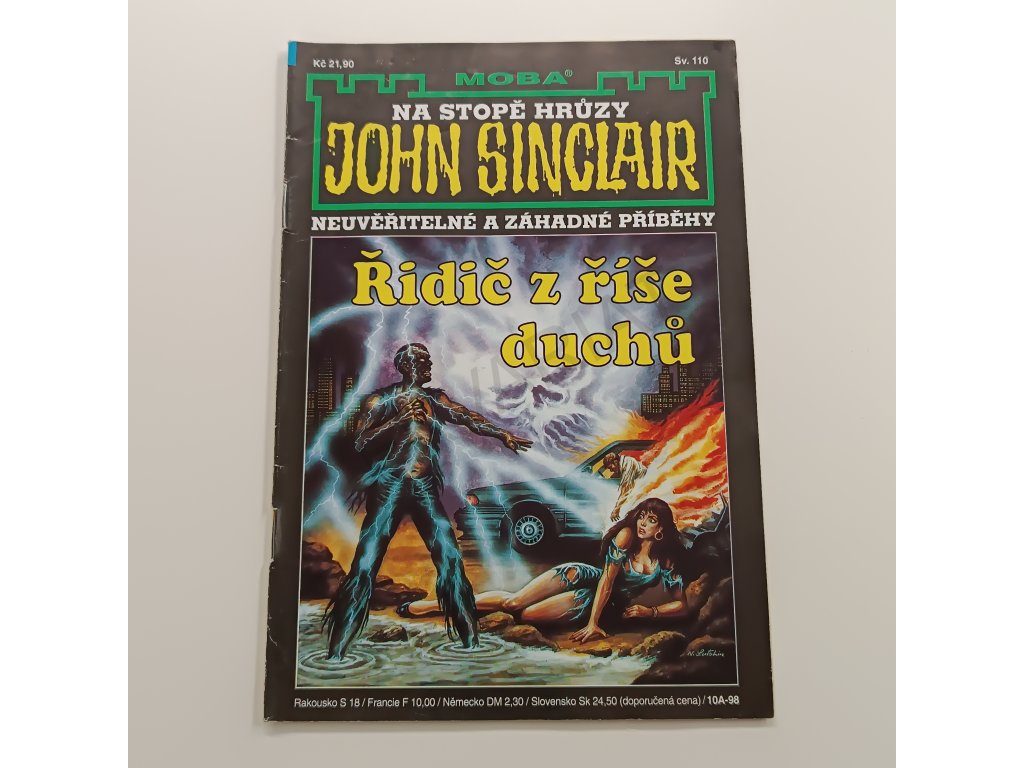 Kč 21,90
Sv. 110
MOBA®
NA STOPĚ HRŮZY
JOHN SINCLAIR
NEUVĚŘITELNÉ A ZÁHADNÉ PŘÍBĚHY
Řidič z říše
duchů
Rakousko S 18 / Francie F 10,00 / Německo DM 2,30 / Slovensko Sk 24,50 (doporučená cena) / 10A-98